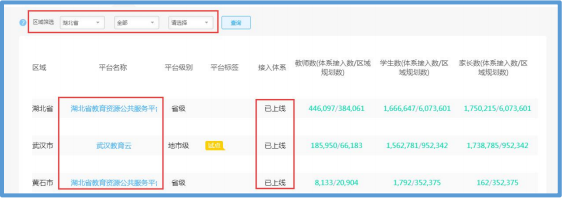 区域筛选 湖北省 全部 请选择 查询
区域 平台名称 平台级别 平台标签 接入体系 教师数(体系接入数/区域规划数) 学生数(体系接入数/区域规划数) 家长数(体系接入数/区域规划数)
湖北省 湖北省教育资源公共服务平 省级 已上线 446,097/384,061 1,666,647/6,073,601 1,750,215/6,073,601
武汉市 武汉教育云 地市级 试点 已上线 185,950/66,183 1,562,781/952,342 1,738,785/952,342
黄石市 湖北省教育资源公共服务平 省级 已上线 8,133/20,904 1,792/352,375 162/352,375